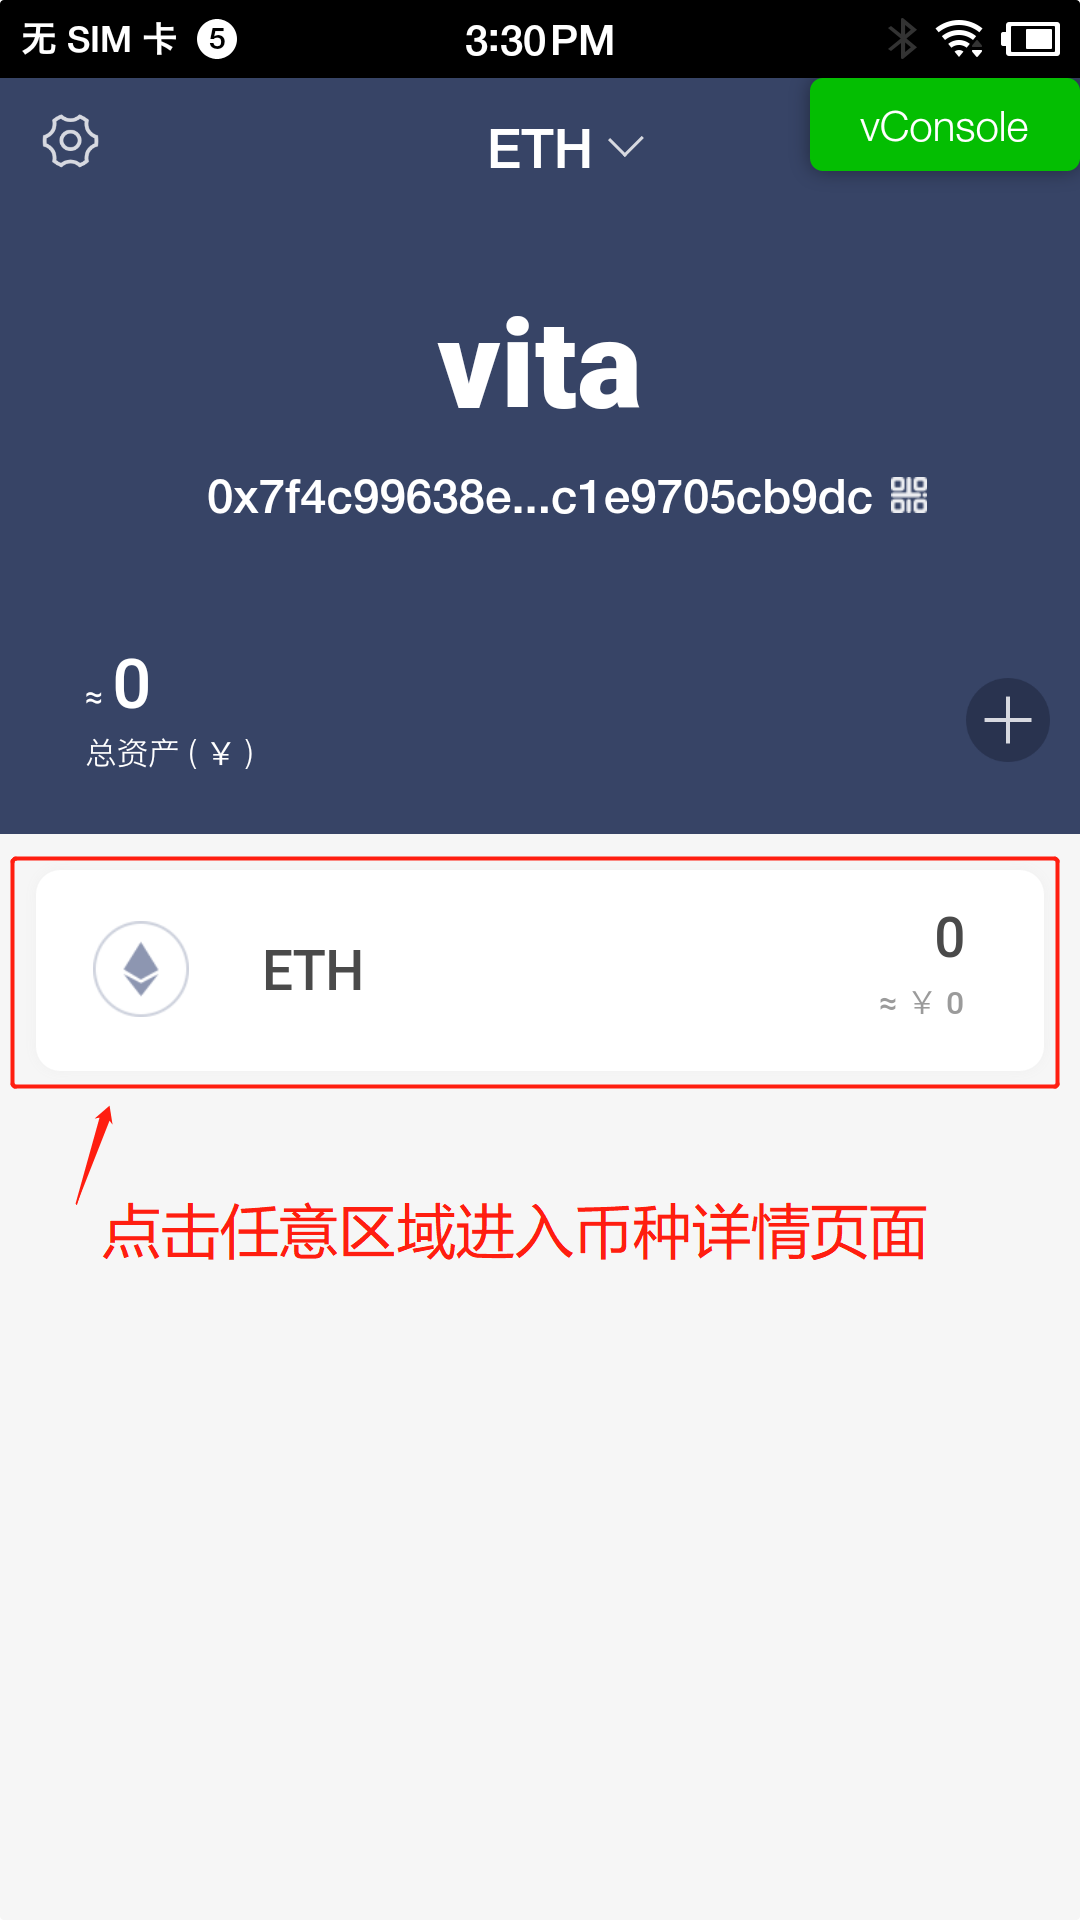 无 SIM 卡 5 3:30 PM
ETH
vConsole
vita
0x7f4c99638e...c1e9705cb9dc
≈ 0
总资产 ( ¥ )
ETH
0
≈ ¥ 0
点击任意区域进入币种详情页面